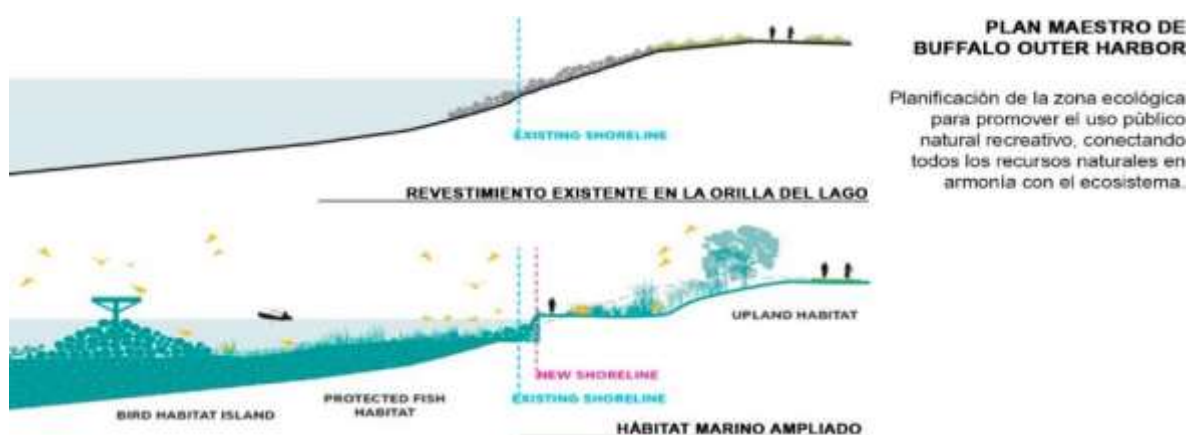 PLAN MAESTRO DE
BUFFALO OUTER HARBOR
Planificación de la zona ecológica
para promover el uso público
natural recreativo, conectando
todos los recursos naturales en
armonía con el ecosistema.
EXISTING SHORELINE
REVESTIMIENTO EXISTENTE EN LA ORILLA DEL LAGO
UPLAND HABITAT
NEW SHORELINE
EXISTING SHORELINE
PROTECTED FISH
HABITAT
BIRD HABITAT ISLAND
HÁBITAT MARINO AMPLIADO